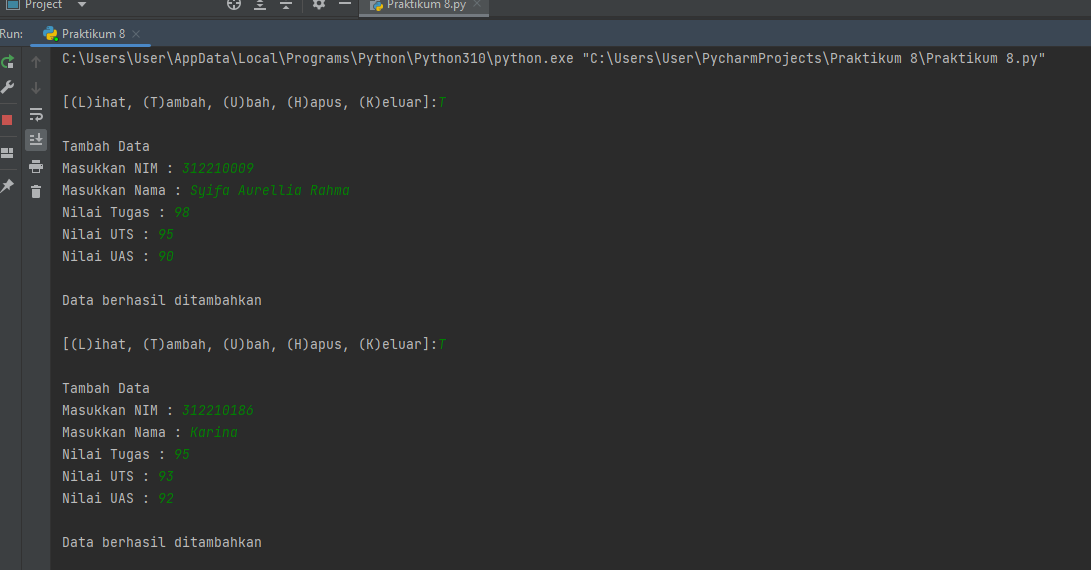 Project
Praktikum 8.py
Run:
Praktikum 8
C:\Users\User\AppData\Local\Programs\Python\Python310\python.exe "C:\Users\User\PycharmProjects\Praktikum 8\Praktikum 8.py"
[(L)ihat, (T)ambah, (U)bah, (H)apus, (K)eluar]:T
Tambah Data
Masukkan NIM : 312210009
Masukkan Nama : Syifa Aurellia Rahma
Nilai Tugas : 98
Nilai UTS : 95
Nilai UAS : 90
Data berhasil ditambahkan
[(L)ihat, (T)ambah, (U)bah, (H)apus, (K)eluar]:T
Tambah Data
Masukkan NIM : 312210186
Masukkan Nama : Karina
Nilai Tugas : 95
Nilai UTS : 93
Nilai UAS : 92
Data berhasil ditambahkan